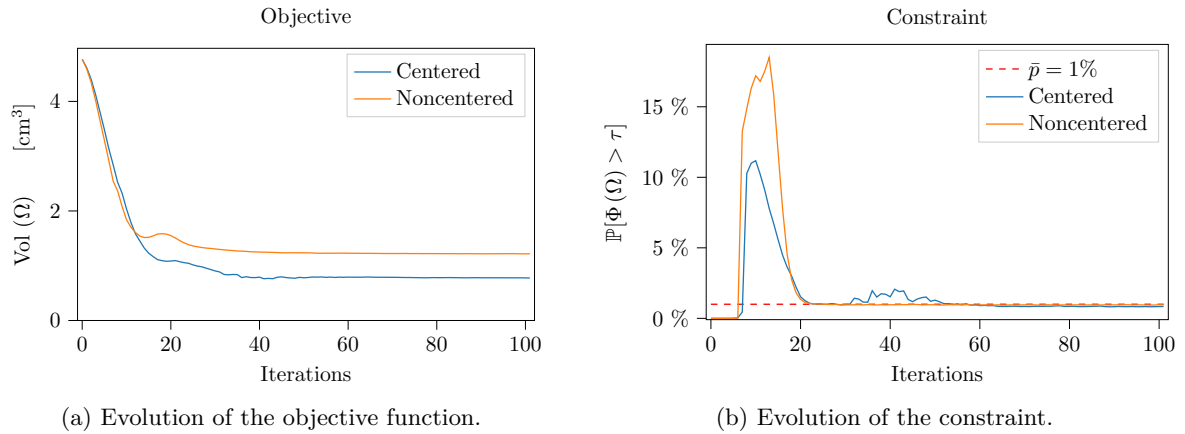 Objective
Vol (Ω) [cm³]
4
2
0
Centered
Noncentered
0 20 40 60 80 100
Iterations
(a) Evolution of the objective function.
Constraint
ℙ[Φ (Ω) > τ]
15 %
10 %
5 %
0 %
p̄ = 1%
Centered
Noncentered
0 20 40 60 80 100
Iterations
(b) Evolution of the constraint.